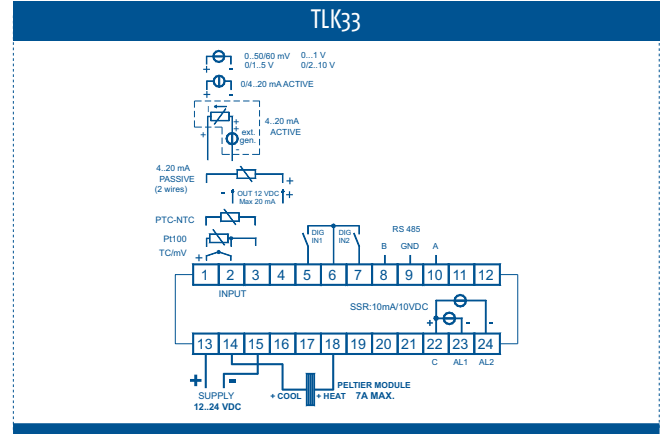 TLK33
0..50/60 mV 0...1 V
0/1..5 V 0/2..10 V
+ -
0/4..20 mA ACTIVE
+ -
4..20 mA
ACTIVE
+
+
+
ext.
gen.
-
4..20 mA
PASSIVE
(2 wires)
+
- OUT 12 VDC +
Max 20 mA
PTC-NTC
Pt100
TC/mV
+ -
DIG
IN1
DIG
IN2
RS 485
B GND A
1 2 3 4 5 6 7 8 9 10 11 12
INPUT
SSR:10mA/10VDC
+ - -
13 14 15 16 17 18 19 20 21 22 23 24
C AL1 AL2
+ -
SUPPLY
12..24 VDC
+ COOL + HEAT
PELTIER MODULE
7A MAX.